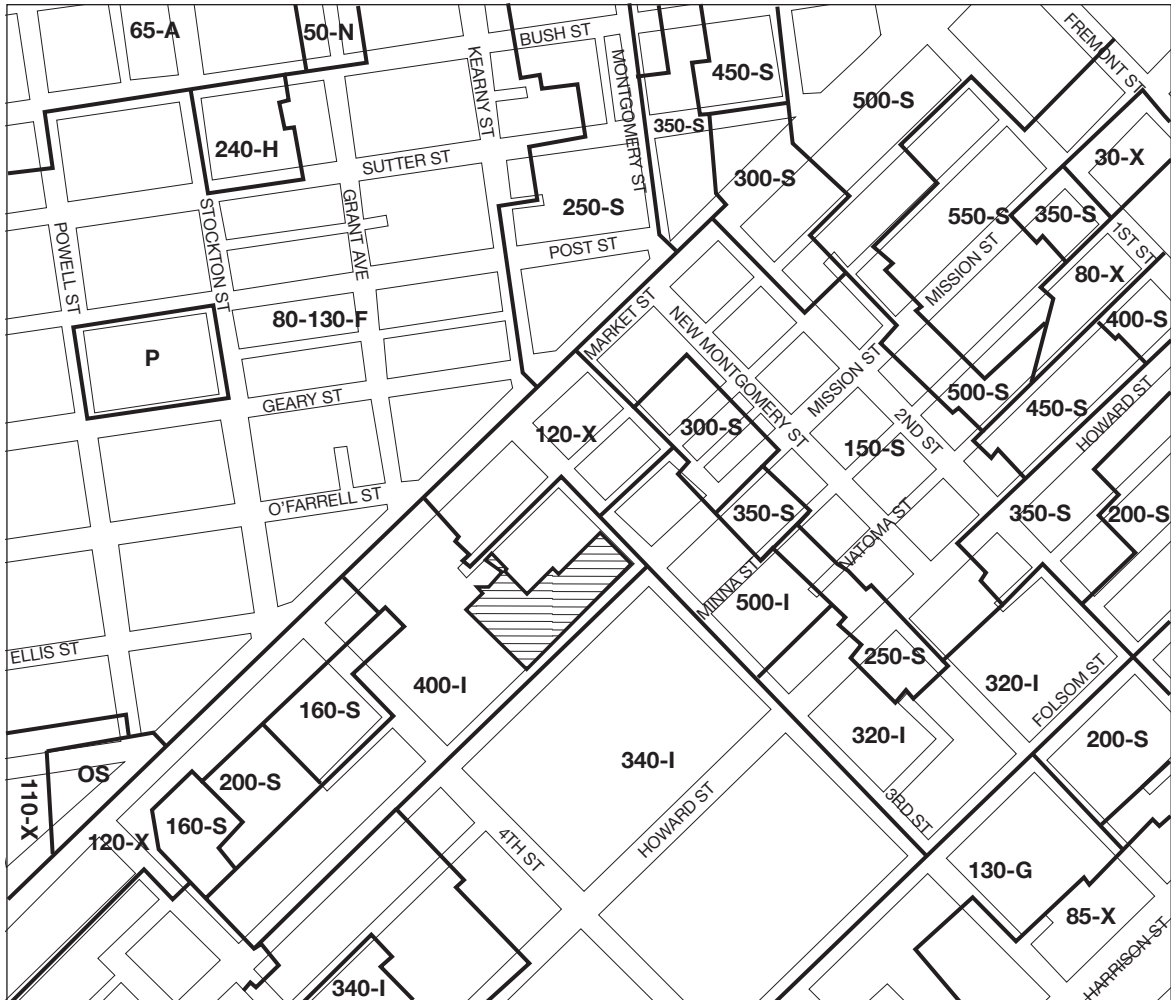 65-A
50-N
BUSH ST
FREMONT ST
KEARNY ST
MONTGOMERY ST
450-S
500-S
350-S
240-H
SUTTER ST
30-X
300-S
STOCKTON ST
GRANT AVE
250-S
550-S
350-S
POWELL ST
POST ST
MISSION ST
1ST ST
80-X
80-130-F
MARKET ST
NEW MONTGOMERY ST
400-S
P
MISSION ST
GEARY ST
500-S
450-S
HOWARD ST
120-X
300-S
2ND ST
150-S
O'FARRELL ST
350-S
NATOMA ST
350-S
200-S
MINNA ST
500-I
ELLIS ST
250-S
400-I
320-I
FOLSOM ST
160-S
320-I
200-S
OS
340-I
200-S
110-X
160-S
HOWARD ST
3RD ST
120-X
4TH ST
130-G
85-X
HARRISON ST
340-I